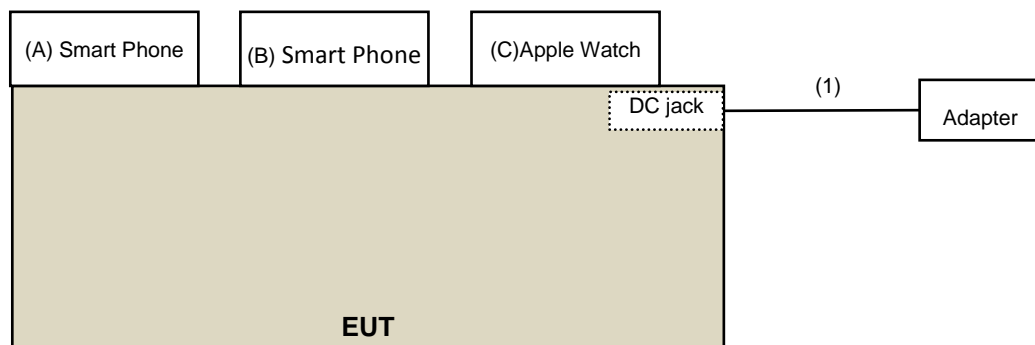 (A) Smart Phone
(B) Smart Phone
(C)Apple Watch
DC jack
(1)
Adapter
EUT